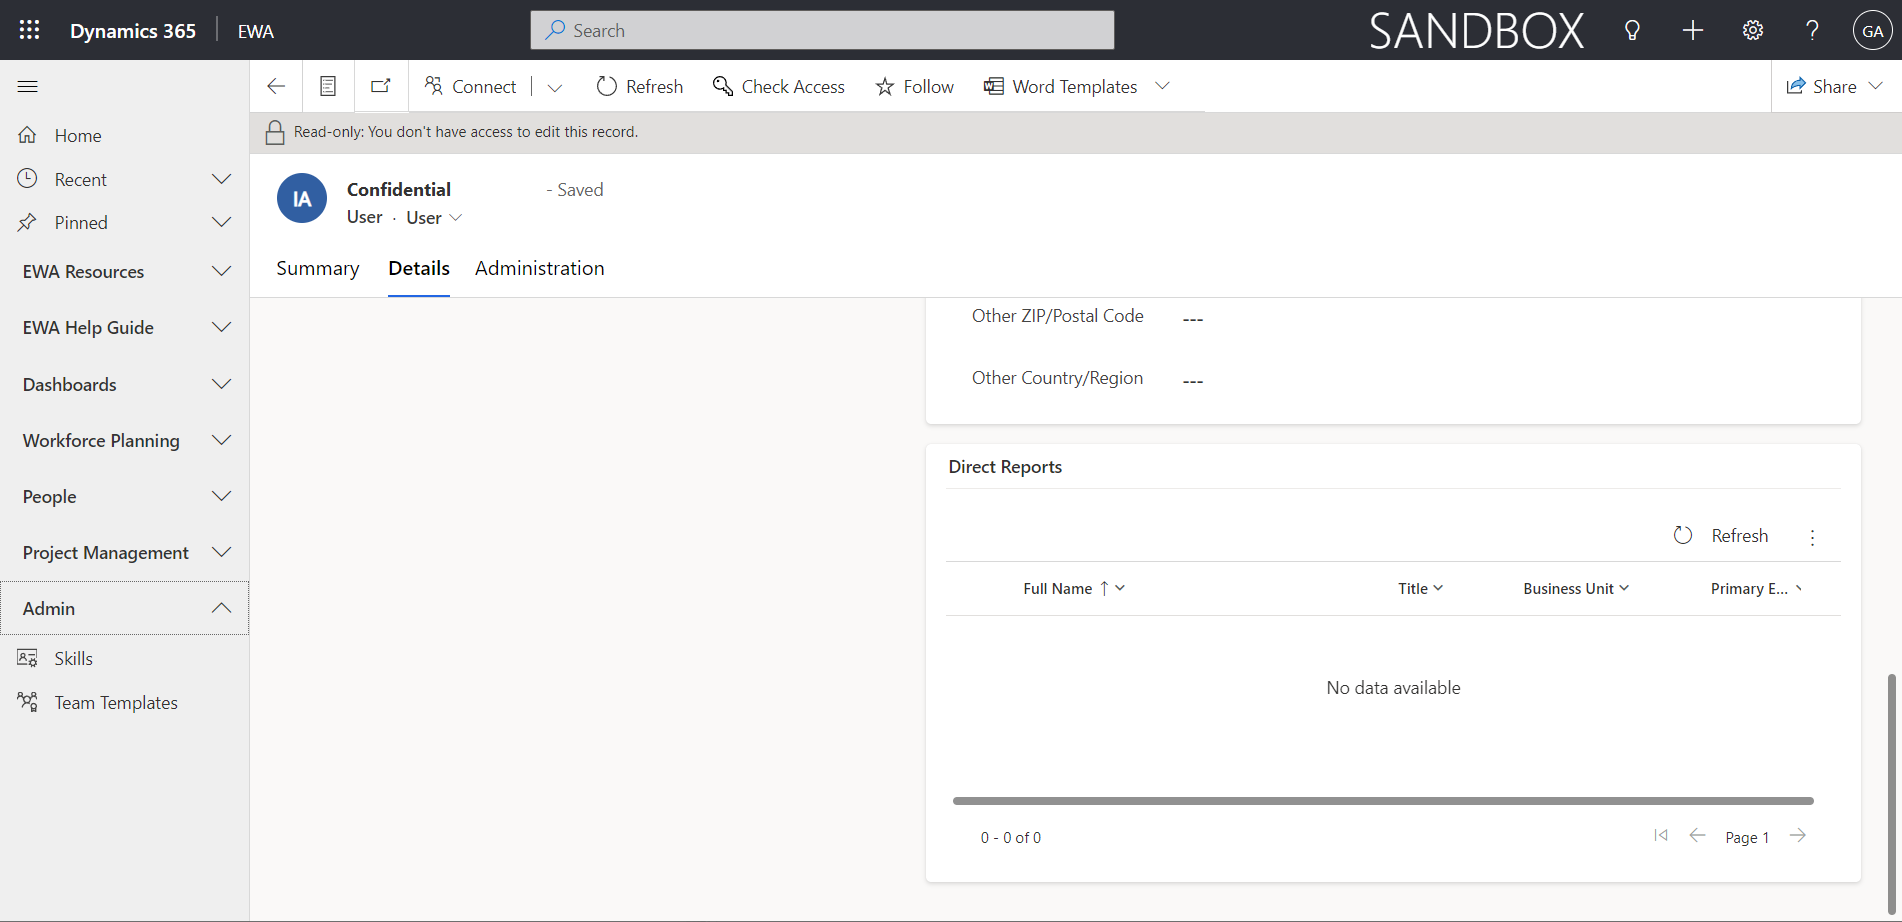 Dynamics 365 EWA Search SANDBOX GA
Connect Refresh Check Access Follow Word Templates Share
Read-only: You don't have access to edit this record.
Home
Recent
Pinned
EWA Resources
EWA Help Guide
Dashboards
Workforce Planning
People
Project Management
Admin
Skills
Team Templates
IA
Confidential - Saved
User · User
Summary Details Administration
Other ZIP/Postal Code ---
Other Country/Region ---
Direct Reports
Refresh
Full Name Title Business Unit Primary E...
No data available
0 - 0 of 0 Page 1